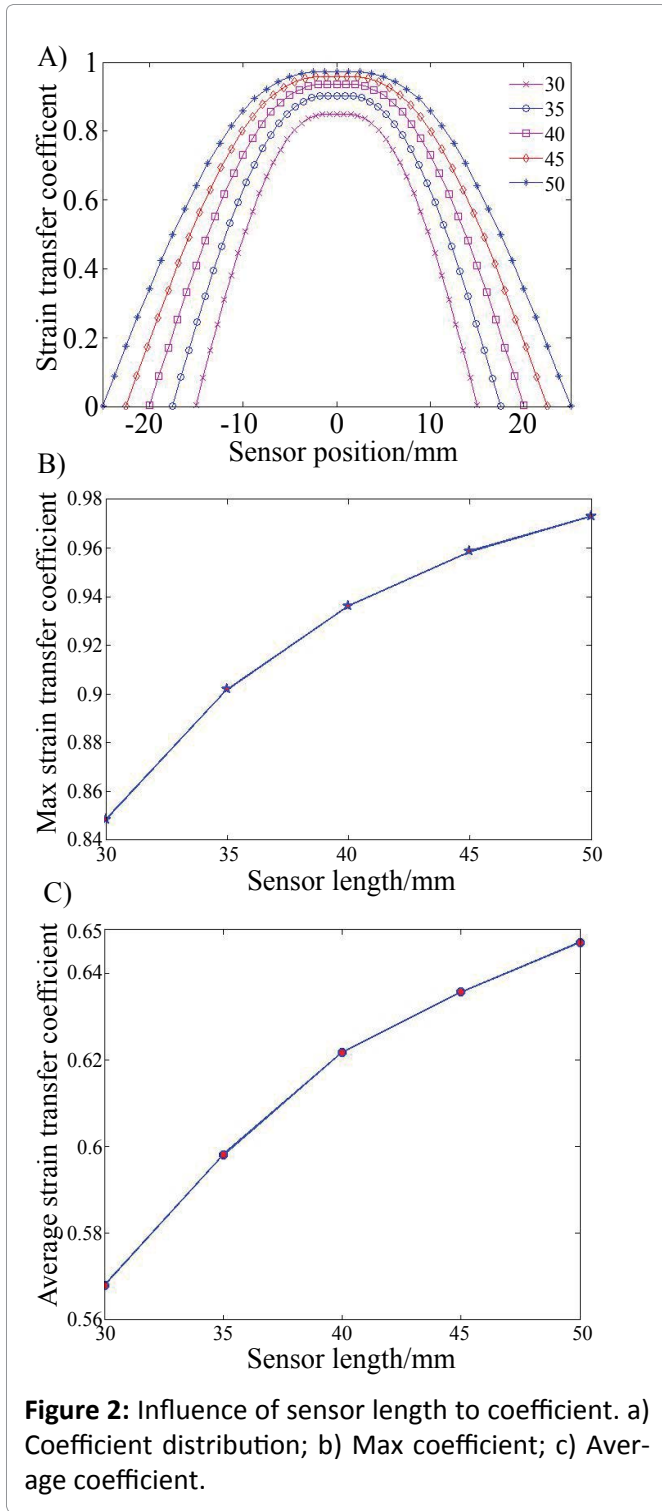 A)
1
0.8
0.6
0.4
0.2
0
Strain transfer coefficent
30
35
40
45
50
-20 -10 0 10 20
Sensor position/mm
B)
0.98
0.96
0.94
0.92
0.9
0.88
0.86
0.84
Max strain transfer coefficient
30 35 40 45 50
Sensor length/mm
C)
0.65
0.64
0.62
0.6
0.58
0.56
Average strain transfer coefficient
30 35 40 45 50
Sensor length/mm
Figure 2: Influence of sensor length to coefficient. a)
Coefficient distribution; b) Max coefficient; c) Aver-
age coefficient.